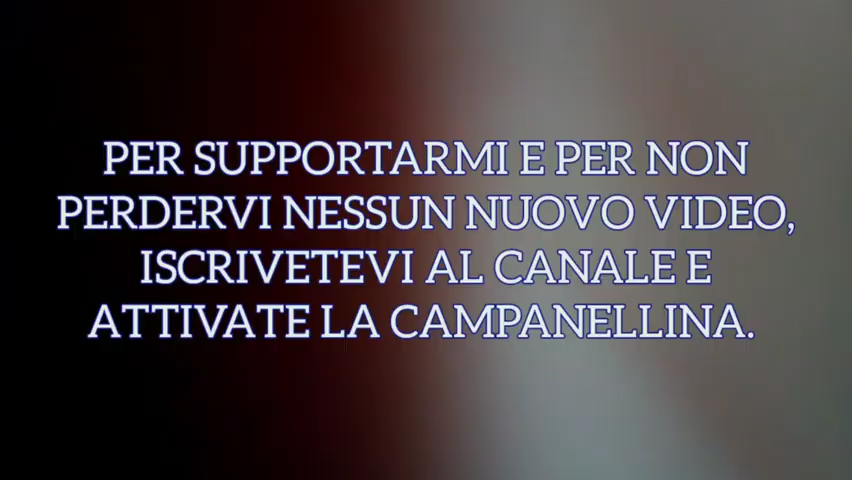 PER SUPPORTARMI E PER NON
PERDERVI NESSUN NUOVO VIDEO,
ISCRIVETEVI AL CANALE E
ATTIVATE LA CAMPANELLINA.